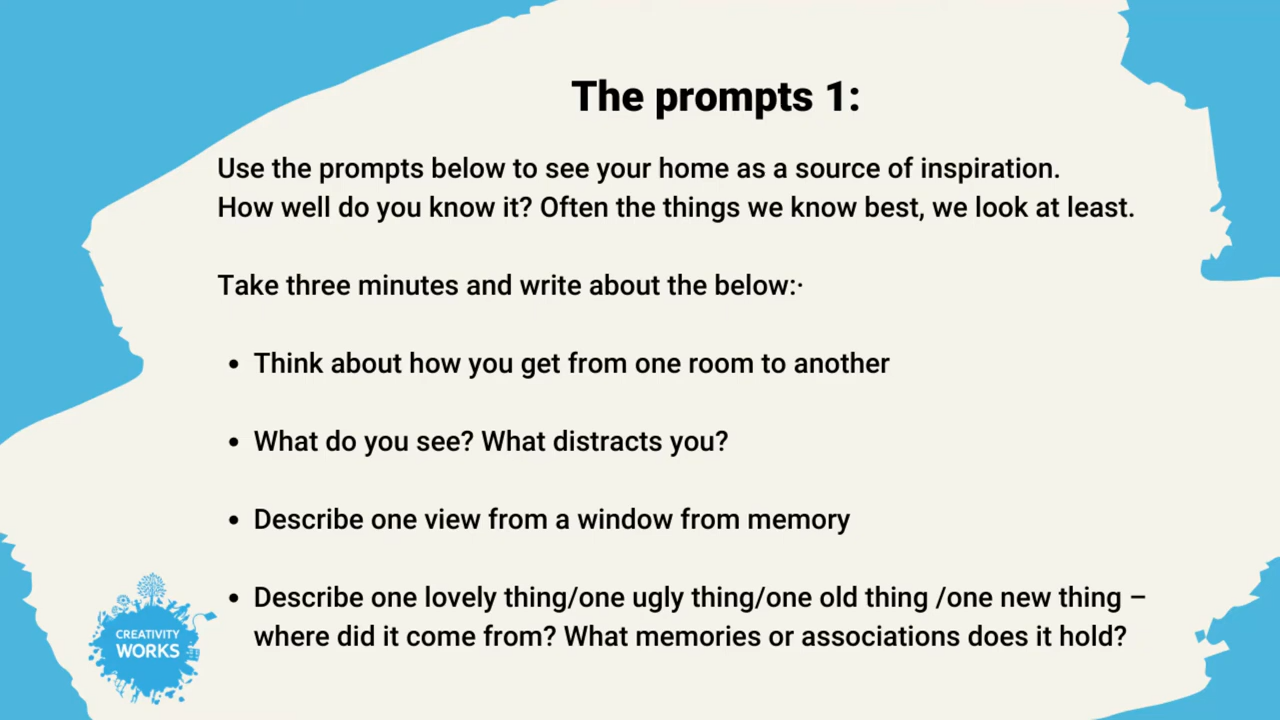 The prompts 1:
Use the prompts below to see your home as a source of inspiration.
How well do you know it? Often the things we know best, we look at least.
Take three minutes and write about the below:·
• Think about how you get from one room to another
• What do you see? What distracts you?
• Describe one view from a window from memory
• Describe one lovely thing/one ugly thing/one old thing /one new thing –
where did it come from? What memories or associations does it hold?
CREATIVITY
WORKS